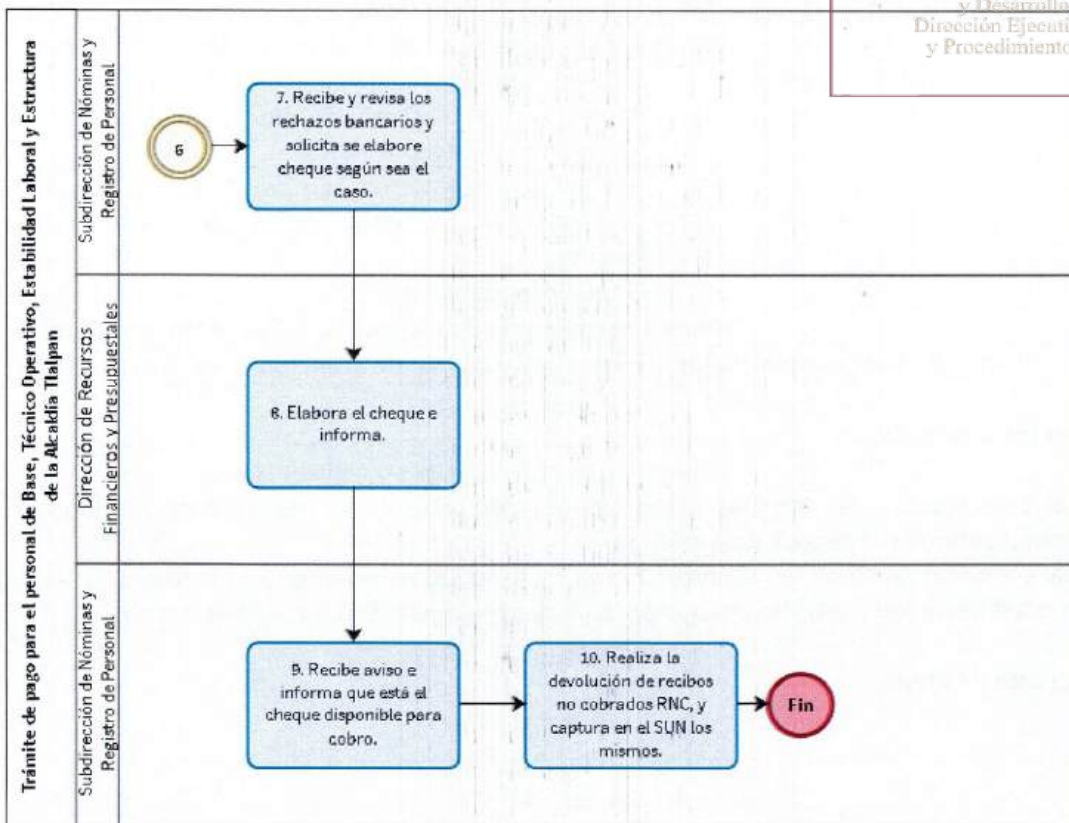 y Desarrollo
Dirección Ejecuti
y Procedimiento
Trámite de pago para el personal de Base, Técnico Operativo, Estabilidad Laboral y Estructura
de la Alcaldía Tlalpan
Subdirección de Nóminas y
Registro de Personal
6
7. Recibe y revisa los
rechazos bancarios y
solicita se elabore
cheque según sea el
caso.
Dirección de Recursos
Financieros y Presupuestales
8. Elabora el cheque e
informa.
Subdirección de Nóminas y
Registro de Personal
9. Recibe aviso e
informa que está el
cheque disponible para
cobro.
10. Realiza la
devolución de recibos
no cobrados RNC, y
captura en el SUN los
mismos.
Fin